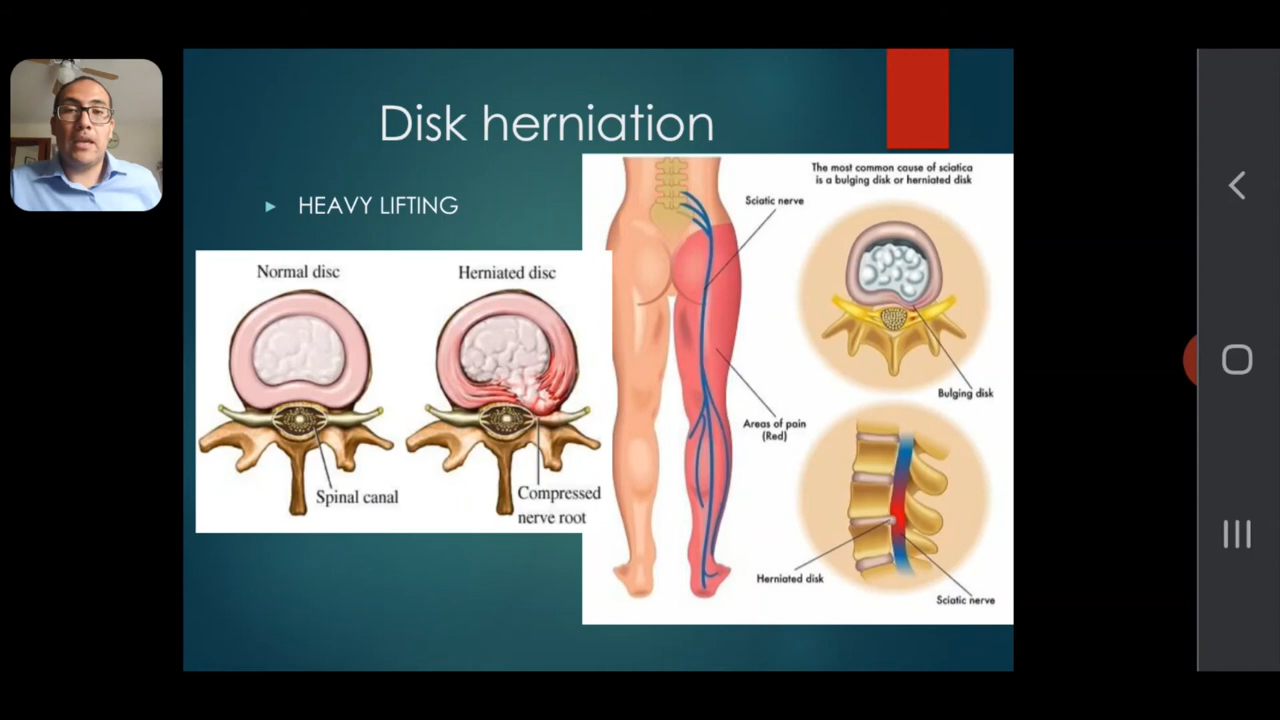 Disk herniation
HEAVY LIFTING
Normal disc
Herniated disc
Spinal canal
Compressed
nerve root
The most common cause of sciatica
is a bulging disk or herniated disk
Sciatic nerve
Bulging disk
Areas of pain
(Red)
Herniated disk
Sciatic nerve